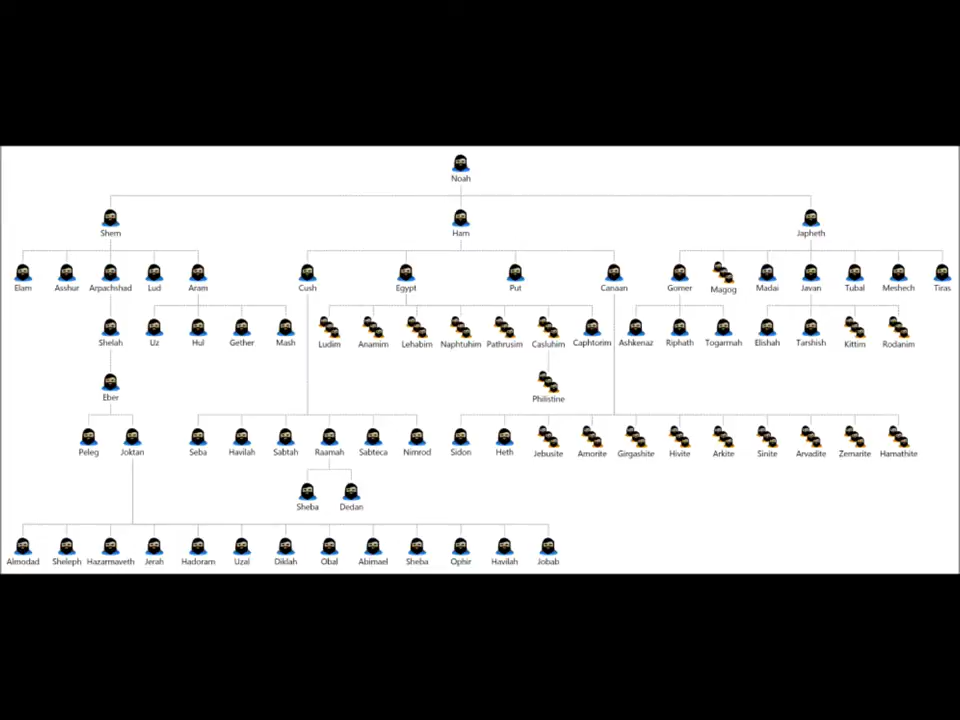 Noah
Shem Ham Japheth
Elam Asshur Arpachshad Lud Aram Cush Egypt Put Canaan Gomer Magog Madai Javan Tubal Meshech Tiras
Shelah Uz Hul Gether Mash Ludim Anamim Lehabim Naphtuhim Pathrusim Casluhim Caphtorim Ashkenaz Riphath Togarmah Elishah Tarshish Kittim Rodanim
Eber Philistine
Peleg Joktan Seba Havilah Sabtah Raamah Sabteca Nimrod Sidon Heth Jebusite Amorite Girgashite Hivite Arkite Sinite Arvadite Zemarite Hamathite
Sheba Dedan
Almodad Sheleph Hazarmaveth Jerah Hadoram Uzal Diklah Obal Abimael Sheba Ophir Havilah Jobab